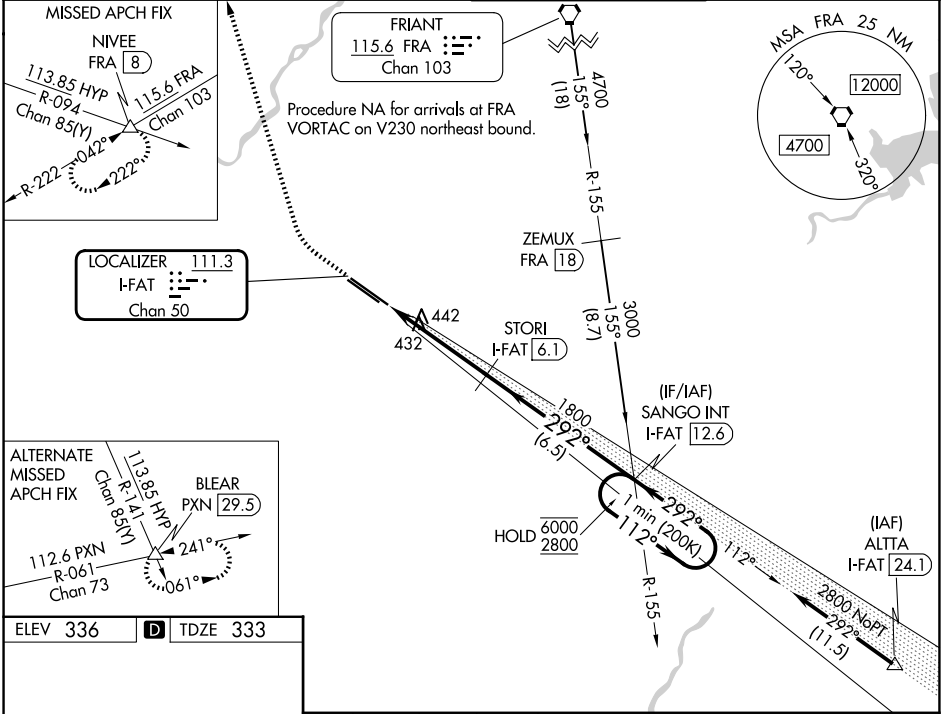 MISSED APCH FIX
NIVEE
FRA 8
113.85 HYP
R-094
Chan 85(Y)
115.6 FRA
Chan 103
R-222
042°
222°
FRIANT
115.6 FRA
Chan 103
Procedure NA for arrivals at FRA
VORTAC on V230 northeast bound.
4700
155°
(18)
R-155
MSA FRA 25 NM
120°
12000
4700
320°
ZEMUX
FRA 18
3000
155°
(8.7)
LOCALIZER 111.3
I-FAT
Chan 50
442
432
STORI
I-FAT 6.1
(IF/IAF)
SANGO INT
I-FAT 12.6
1800
292°
(6.5)
HOLD 6000
2800
1 min (200K)
292°
112°
R-155
112°
(IAF)
ALTTA
I-FAT 24.1
2800 NoPT
292°
(11.5)
ALTERNATE
MISSED
APCH FIX
113.85 HYP
R-141
Chan 85(Y)
BLEAR
PXN 29.5
112.6 PXN
R-061
Chan 73
241°
061°
ELEV 336 D TDZE 333